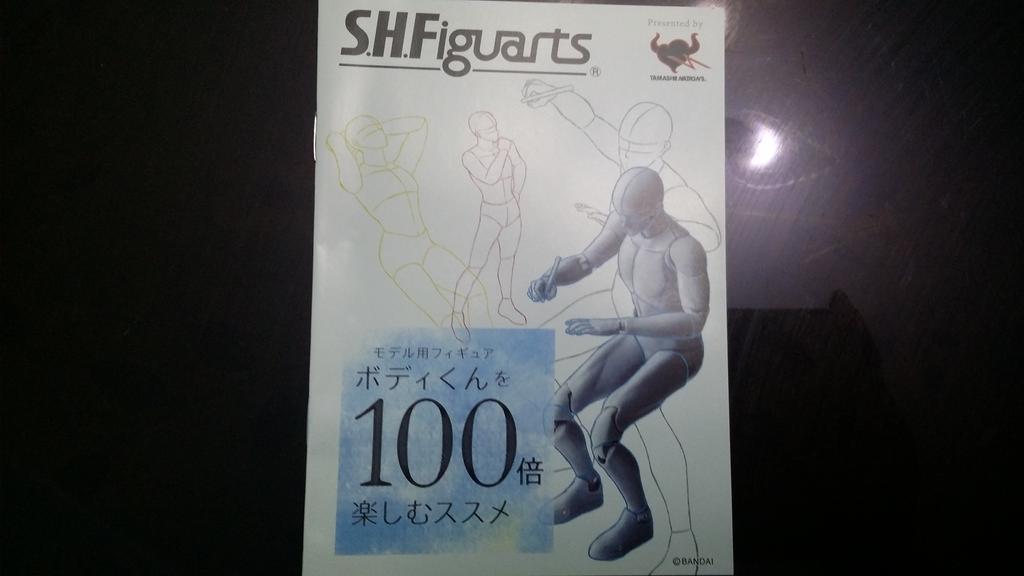 S.H.Figuarts
®
Presented by
TAMASHII NATIONS.
モデル用フィギュア
ボディくんを
100倍
楽しむススメ
©BANDAI